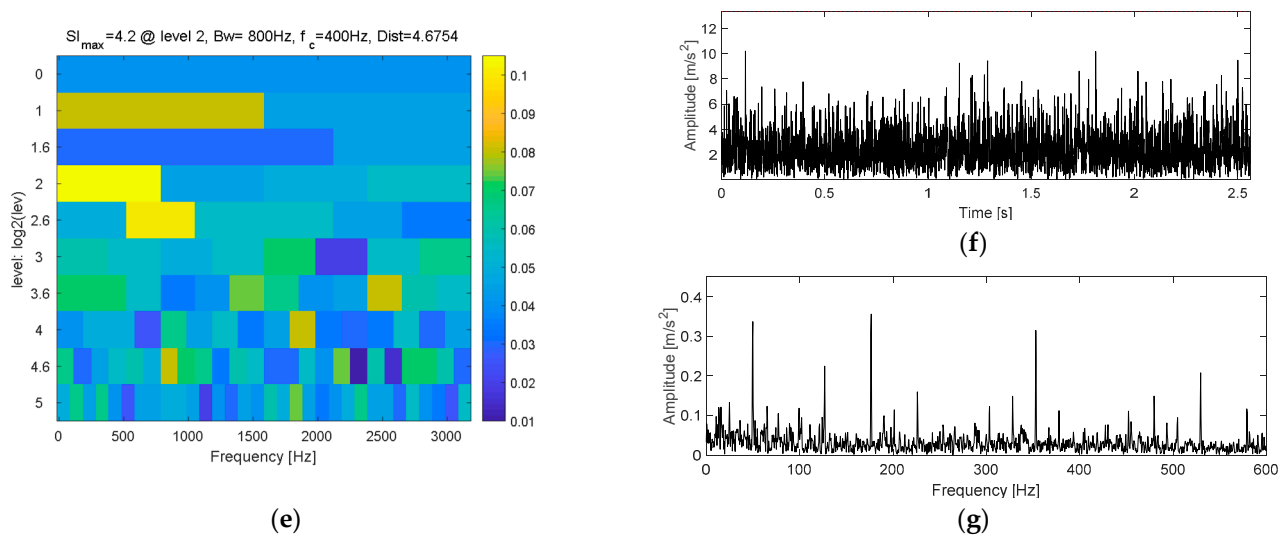 SI_max=4.2 @ level 2, Bw= 800Hz, f_c=400Hz, Dist=4.6754
level: log2(lev)
0
1
1.6
2
2.6
3
3.6
4
4.6
5
0 500 1000 1500 2000 2500 3000
Frequency [Hz]
0.1
0.09
0.08
0.07
0.06
0.05
0.04
0.03
0.02
0.01
(e)
Amplitude [m/s²]
12
10
8
6
4
2
0 0.5 1 1.5 2 2.5
Time [s]
(f)
Amplitude [m/s²]
0.4
0.3
0.2
0.1
0
0 100 200 300 400 500 600
Frequency [Hz]
(g)